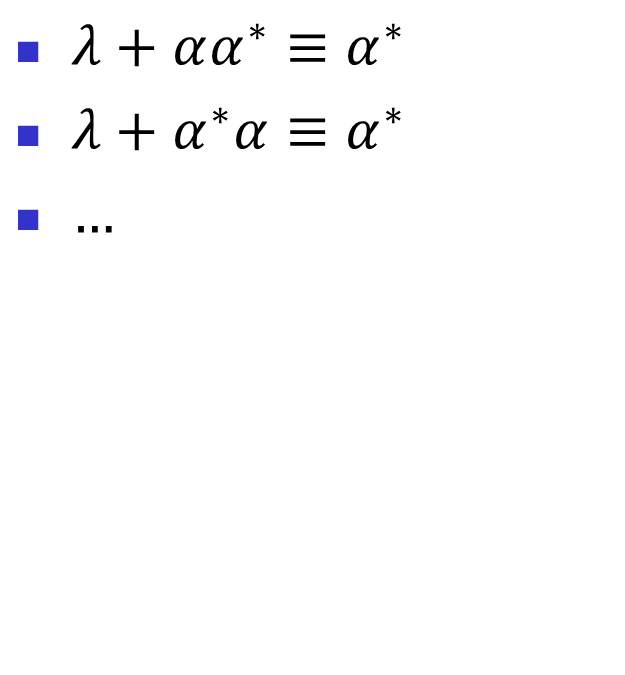 ▪ λ + αα* ≡ α*
▪ λ + α*α ≡ α*
▪ ...